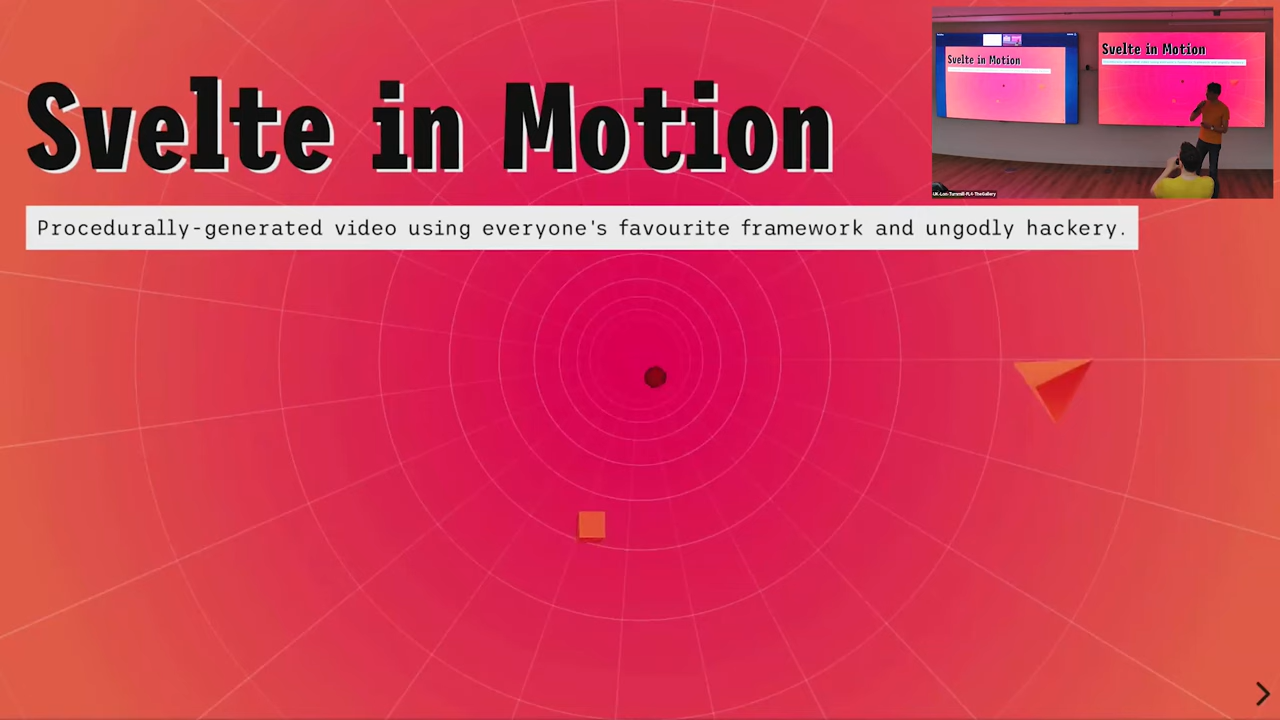 Svelte in Motion
Procedurally-generated video using everyone's favourite framework and ungodly hackery.
Svelte in Motion
Svelte in Motion